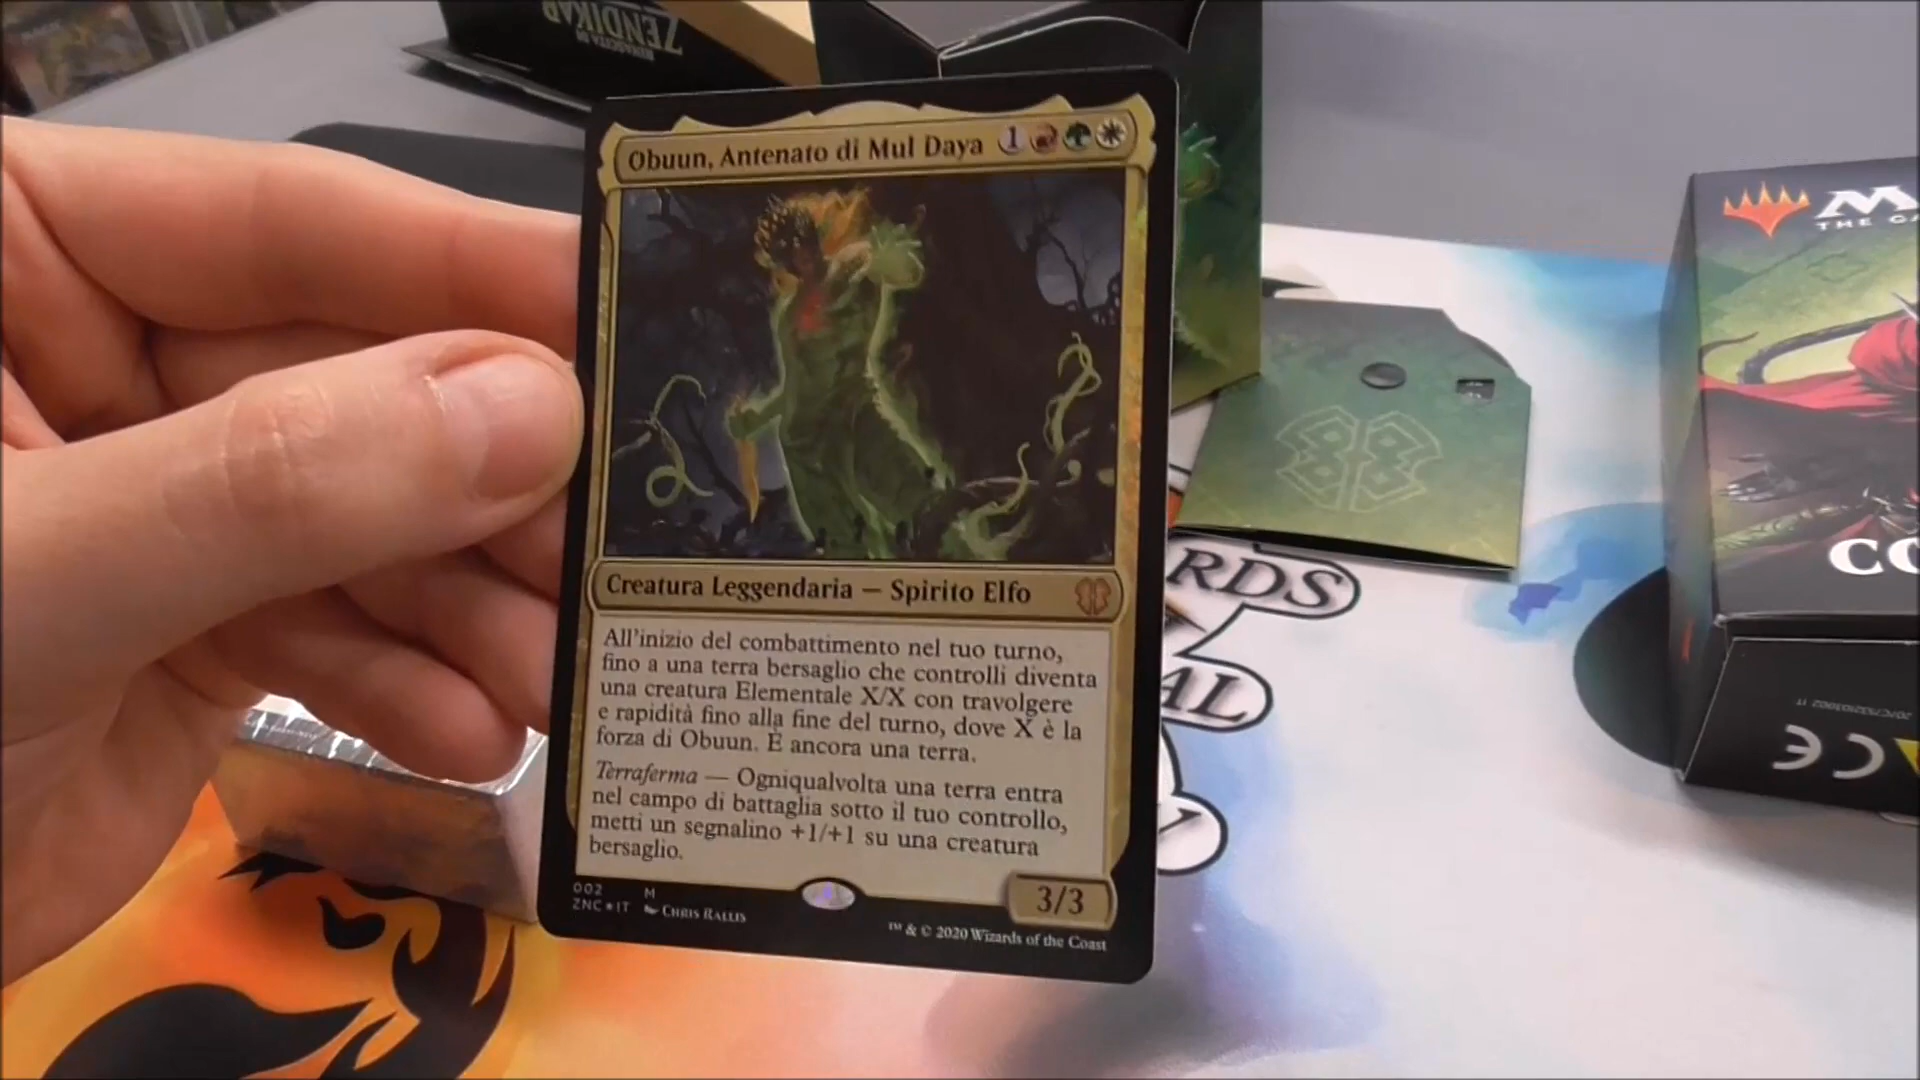 RINASCITA DI
ZENDIKAR
Obuun, Antenato di Mul Daya 1
Creatura Leggendaria — Spirito Elfo
All'inizio del combattimento nel tuo turno,
fino a una terra bersaglio che controlli diventa
una creatura Elementale X/X con travolgere
e rapidità fino alla fine del turno, dove X è la
forza di Obuun. È ancora una terra.
Terraferma — Ogniqualvolta una terra entra
nel campo di battaglia sotto il tuo controllo,
metti un segnalino +1/+1 su una creatura
bersaglio.
3/3
002 M
ZNC★IT Chris Rallis
™ & © 2020 Wizards of the Coast
THE
CO
RDS
AL
CE